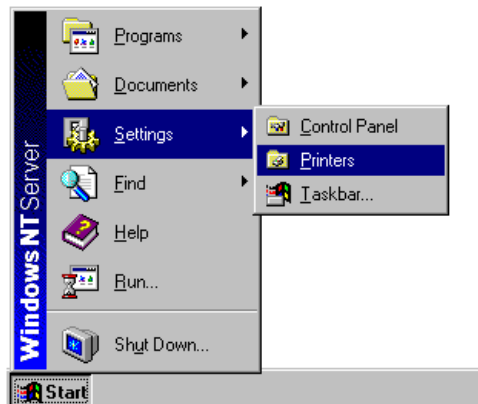 Programs
Documents
Settings
Find
Help
Run...
Shut Down...
Control Panel
Printers
Taskbar...
Windows NT Server
Start